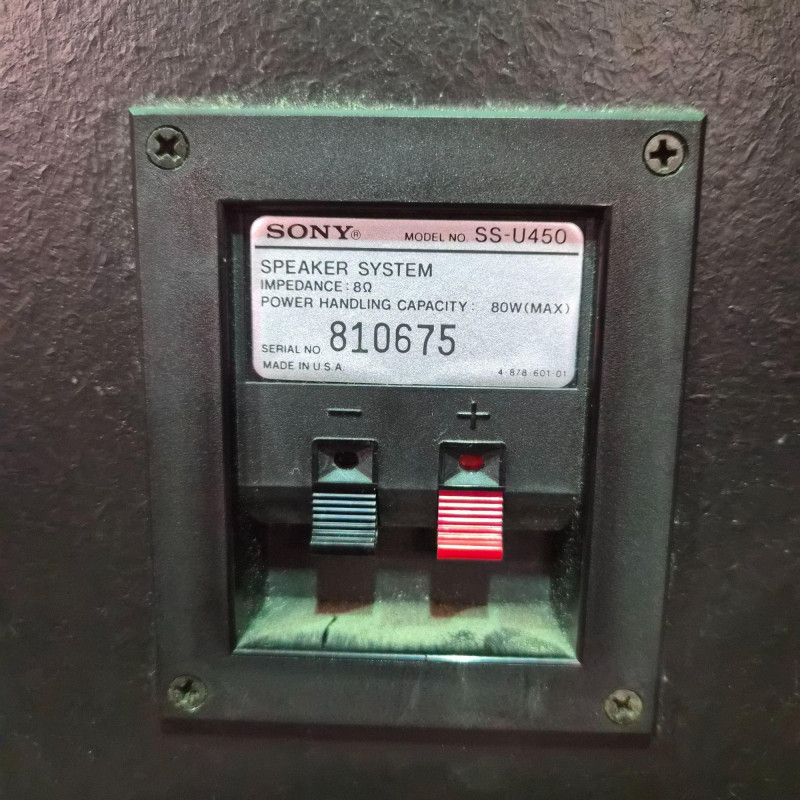 SONY® MODEL NO. SS-U450
SPEAKER SYSTEM
IMPEDANCE: 8Ω
POWER HANDLING CAPACITY: 80W(MAX)
SERIAL NO. 810675
MADE IN U.S.A. 4-878-601-01
− +